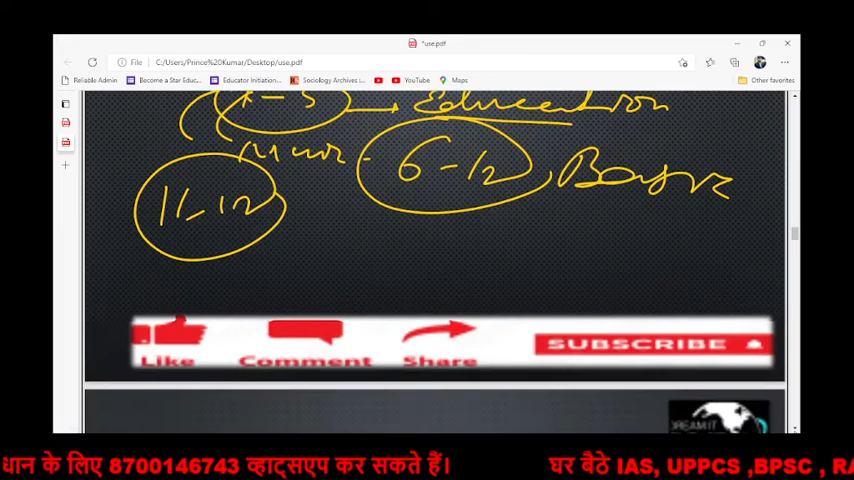 *use.pdf
File C:/Users/Prince%20Kumar/Desktop/use.pdf
Reliable Admin Become a Star Educ... Educator Initiation... Sociology Archives |... YouTube Maps Other favorites
Education
6-12
11-12
Like Comment Share SUBSCRIBE
DREAM IT
धान के लिए 8700146743 व्हाट्सएप कर सकते हैं। घर बैठे IAS, UPPCS ,BPSC , RA